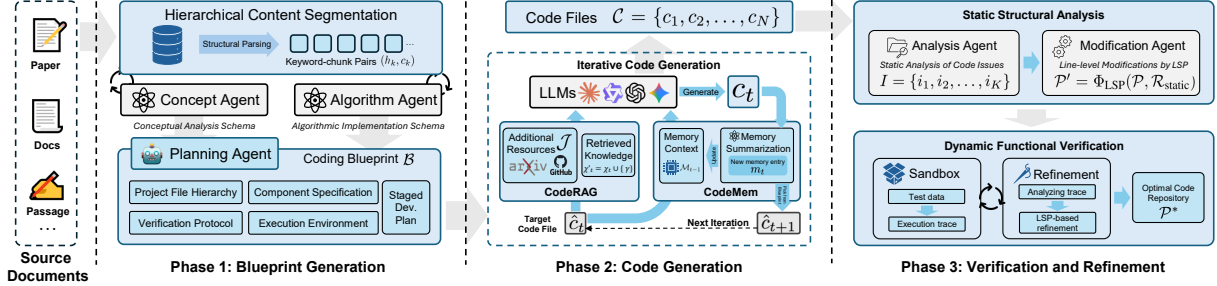 Paper
Docs
Passage
...
Source
Documents
Hierarchical Content Segmentation
Structural Parsing
...
Keyword-chunk Pairs (h_k, c_k)
Concept Agent
Algorithm Agent
Conceptual Analysis Schema
Algorithmic Implementation Schema
Planning Agent
Coding Blueprint ℬ
Project File Hierarchy
Component Specification
Verification Protocol
Execution Environment
Staged
Dev.
Plan
Phase 1: Blueprint Generation
Code Files 𝒞 = {c_1, c_2, . . . , c_N}
Iterative Code Generation
LLMs
Generate
c_t
Additional
Resources 𝒥
arXiv
GitHub
Retrieved
Knowledge
CodeRAG
Memory
Context
ℳ_{t−1}
Update
Memory
Summarization
New memory entry
m_t
CodeMem
Target
Code File
ĉ_t
Next Iteration
ĉ_{t+1}
Phase 2: Code Generation
Static Structural Analysis
Analysis Agent
Static Analysis of Code Issues
I = {i_1, i_2, . . . , i_K}
Modification Agent
Line-level Modifications by LSP
𝒫′ = Φ_LSP(𝒫, ℛ_static)
Dynamic Functional Verification
Sandbox
Test data
Execution trace
Refinement
Analyzing trace
LSP-based
refinement
Optimal Code
Repository
𝒫*
Phase 3: Verification and Refinement